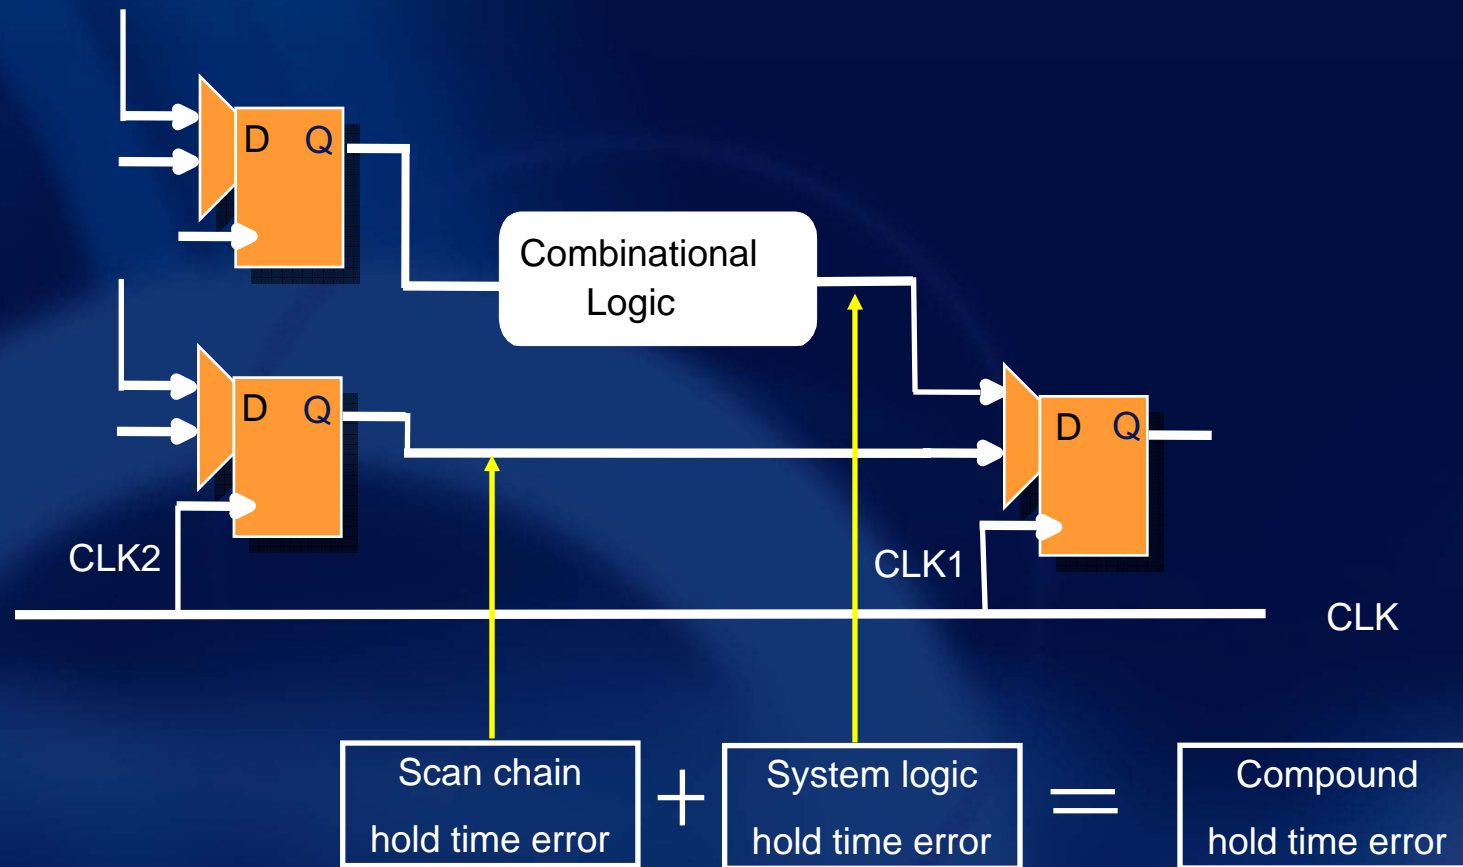 D Q
Combinational
Logic
D Q
D Q
CLK2
CLK1
CLK
Scan chain
hold time error
+
System logic
hold time error
=
Compound
hold time error